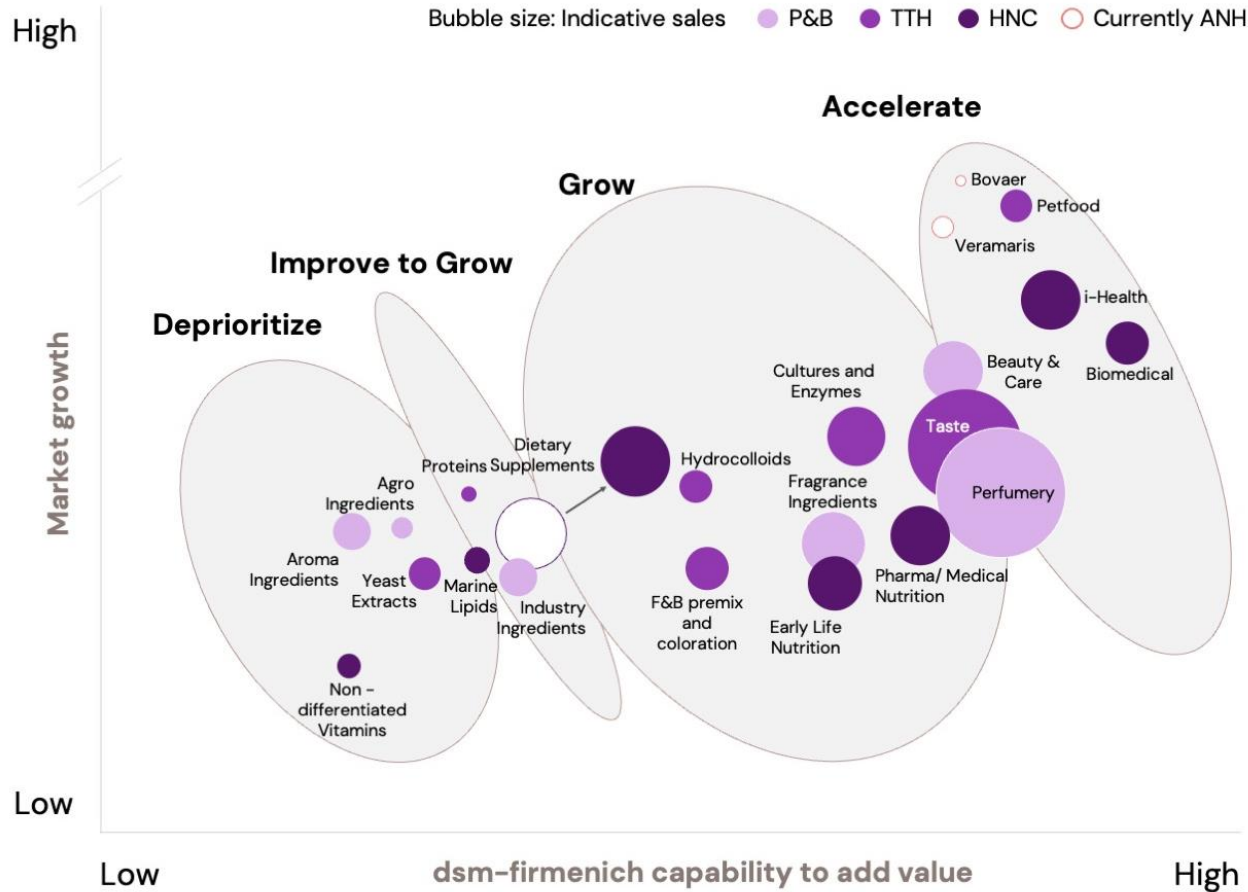 High
Bubble size: Indicative sales
P&B
TTH
HNC
Currently ANH
Accelerate
Bovaer
Grow
Petfood
Veramaris
Improve to Grow
i-Health
Deprioritize
Beauty &
Care
Biomedical
Cultures and
Enzymes
Taste
Dietary
Supplements
Proteins
Hydrocolloids
Fragrance
Ingredients
Agro
Ingredients
Perfumery
Market growth
Aroma
Ingredients
Yeast
Extracts
Marine
Lipids
Industry
Ingredients
F&B premix
and
coloration
Pharma/ Medical
Nutrition
Early Life
Nutrition
Non -
differentiated
Vitamins
Low
Low
dsm-firmenich capability to add value
High